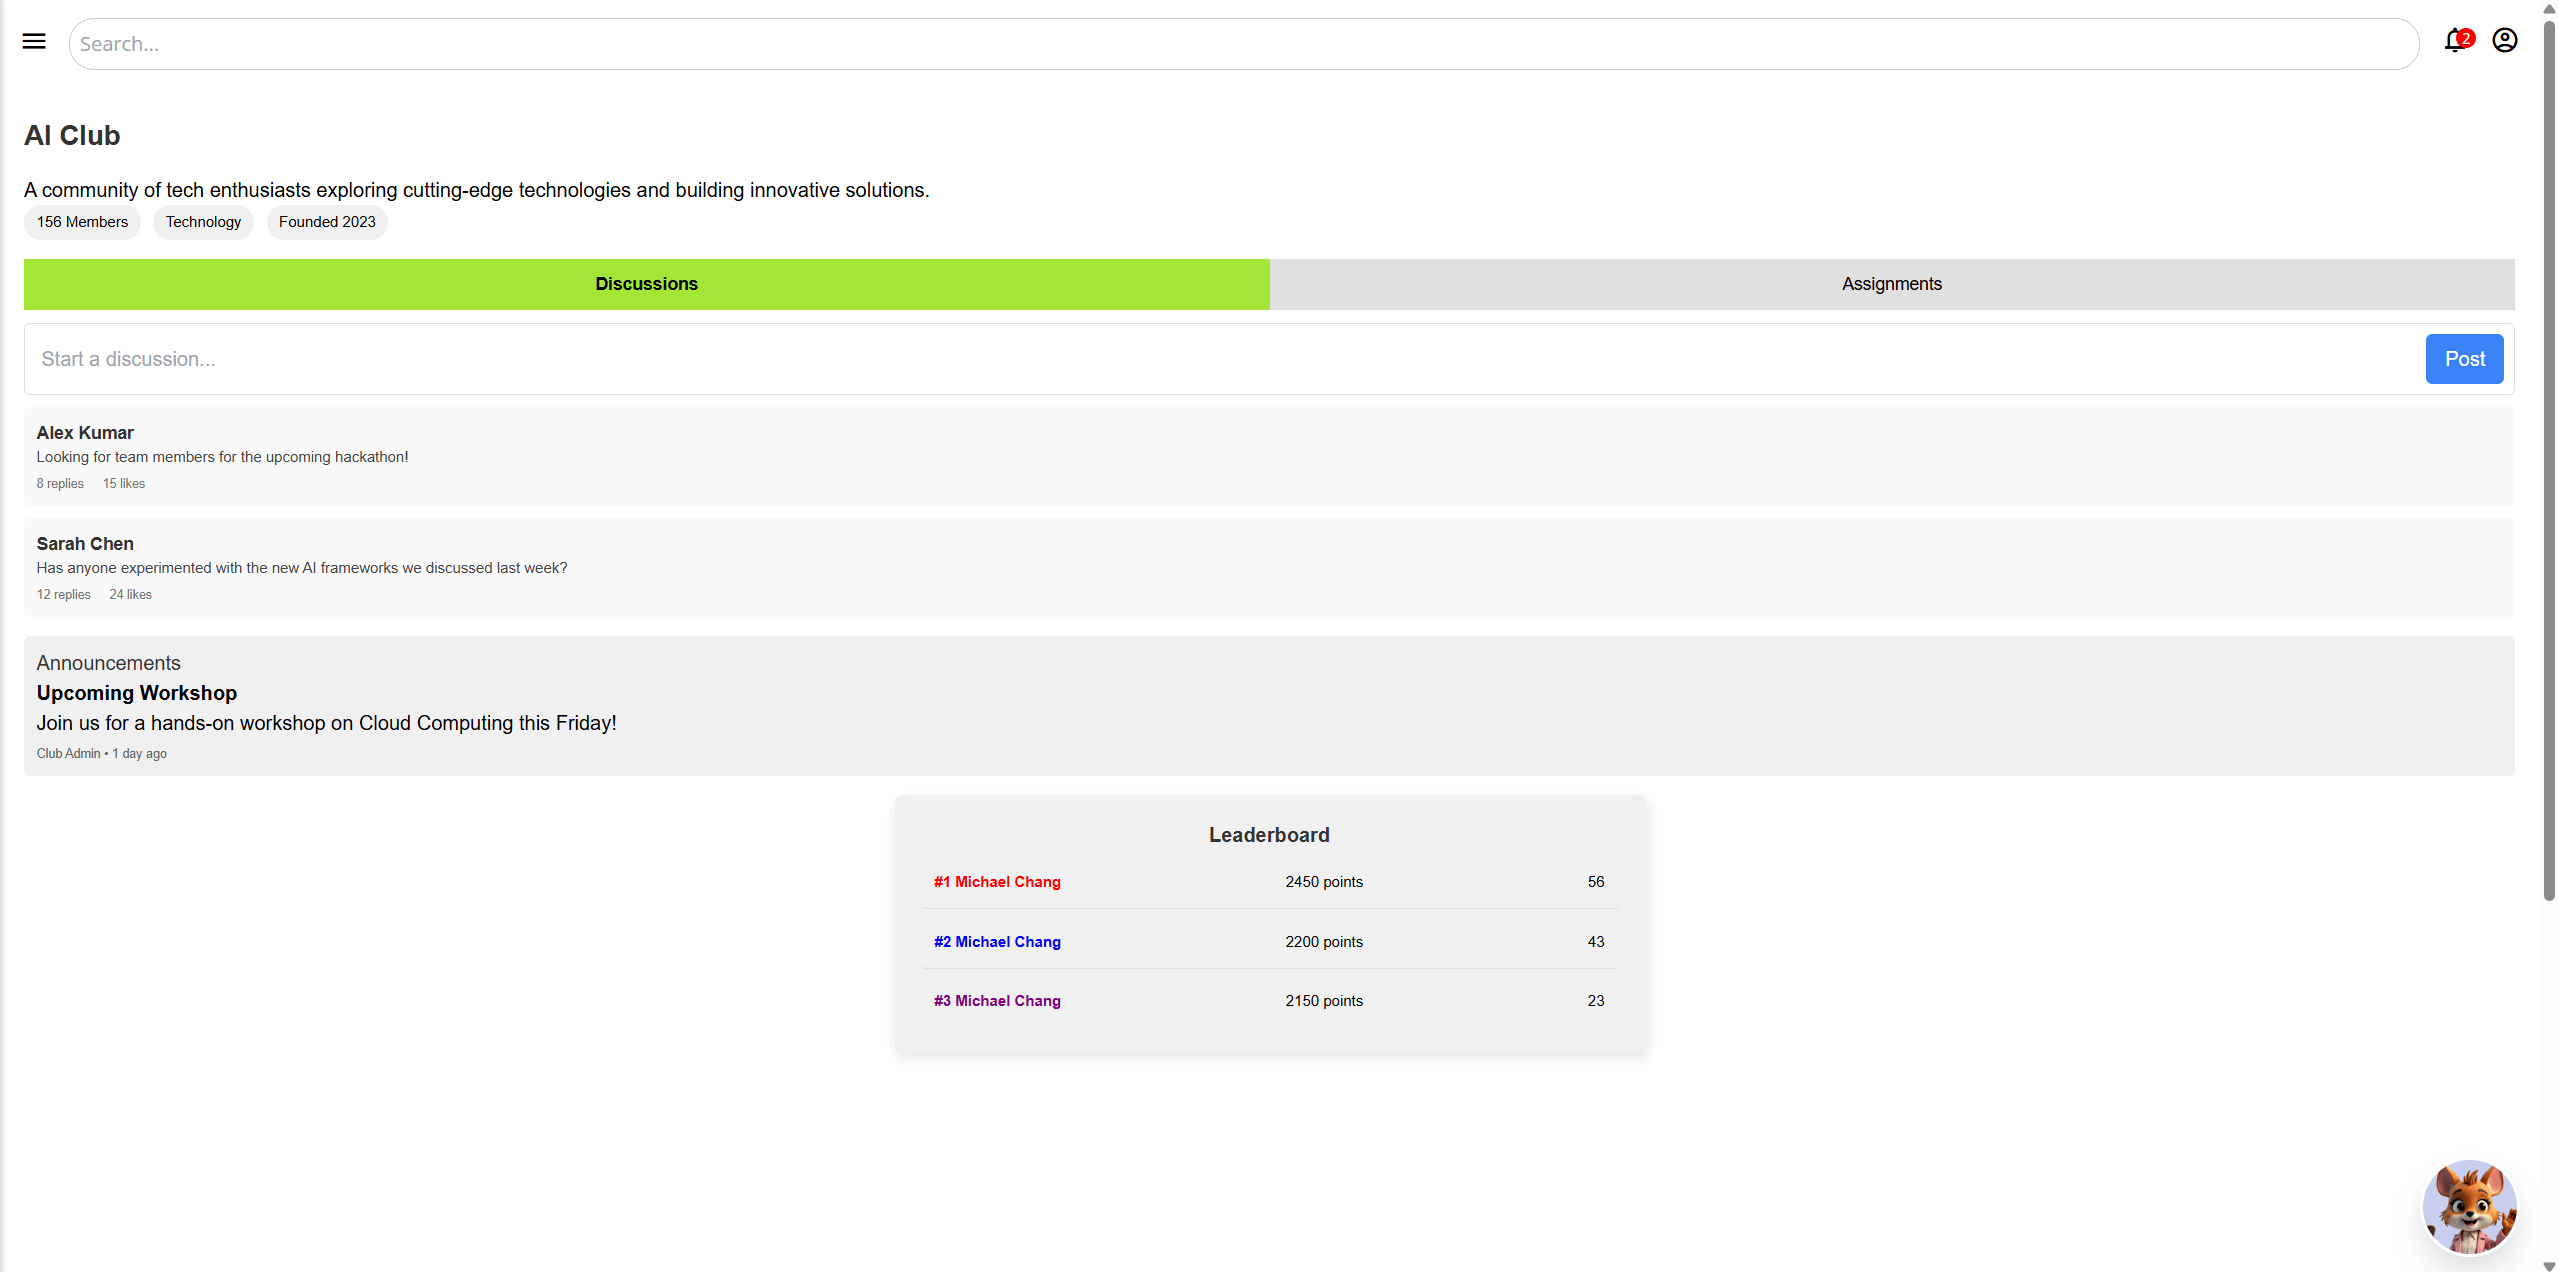 Search...
2
AI Club
A community of tech enthusiasts exploring cutting-edge technologies and building innovative solutions.
156 Members Technology Founded 2023
Discussions Assignments
Start a discussion... Post
Alex Kumar
Looking for team members for the upcoming hackathon!
8 replies 15 likes
Sarah Chen
Has anyone experimented with the new AI frameworks we discussed last week?
12 replies 24 likes
Announcements
Upcoming Workshop
Join us for a hands-on workshop on Cloud Computing this Friday!
Club Admin • 1 day ago
Leaderboard
#1 Michael Chang 2450 points 56
#2 Michael Chang 2200 points 43
#3 Michael Chang 2150 points 23